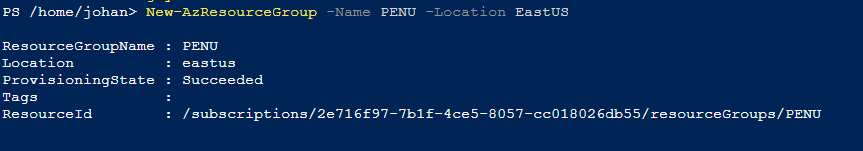 PS /home/johan> New-AzResourceGroup -Name PENU -Location EastUS
ResourceGroupName : PENU
Location          : eastus
ProvisioningState : Succeeded
Tags              :
ResourceId        : /subscriptions/2e716f97-7b1f-4ce5-8057-cc018026db55/resourceGroups/PENU